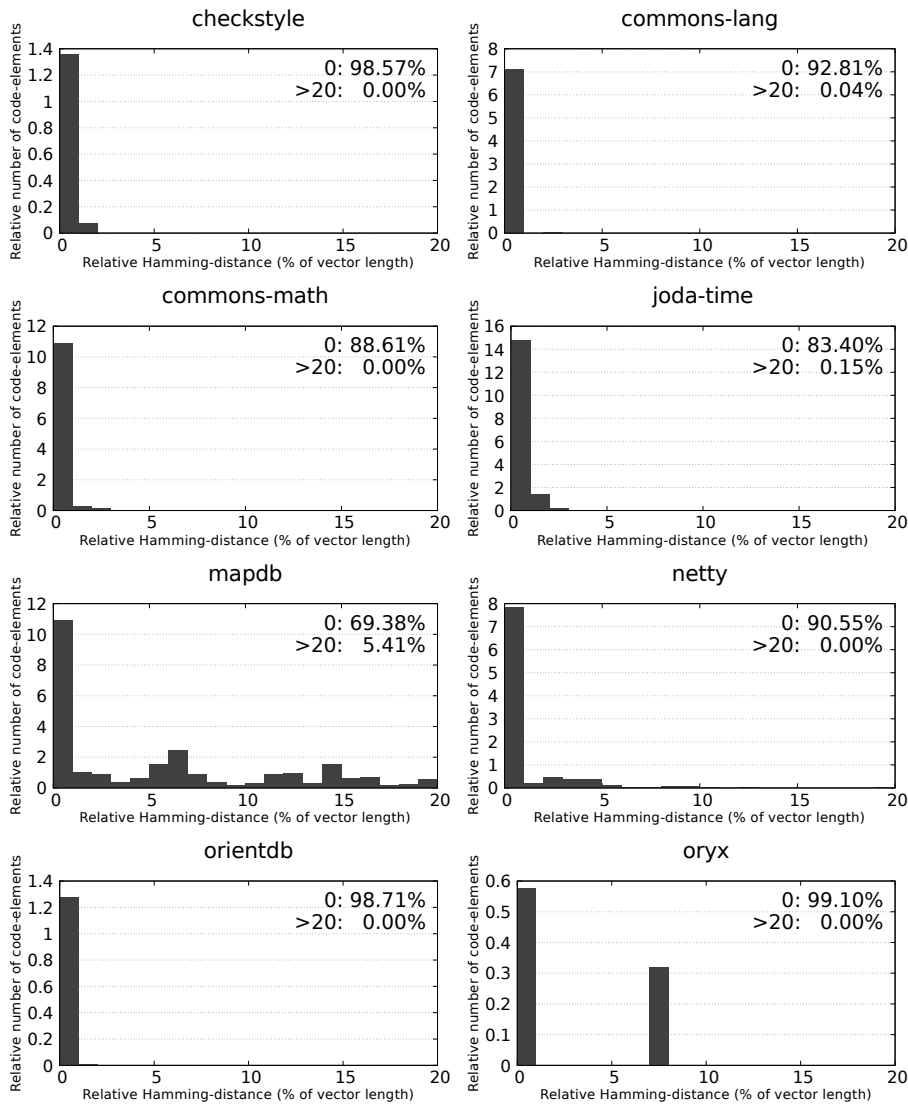 checkstyle
Relative number of code-elements
1.4
1.2
1
0.8
0.6
0.4
0.2
0
0: 98.57%
>20: 0.00%
0 5 10 15 20
Relative Hamming-distance (% of vector length)
commons-lang
Relative number of code-elements
8
7
6
5
4
3
2
1
0
0: 92.81%
>20: 0.04%
0 5 10 15 20
Relative Hamming-distance (% of vector length)
commons-math
Relative number of code-elements
12
10
8
6
4
2
0
0: 88.61%
>20: 0.00%
0 5 10 15 20
Relative Hamming-distance (% of vector length)
joda-time
Relative number of code-elements
16
14
12
10
8
6
4
2
0
0: 83.40%
>20: 0.15%
0 5 10 15 20
Relative Hamming-distance (% of vector length)
mapdb
Relative number of code-elements
12
10
8
6
4
2
0
0: 69.38%
>20: 5.41%
0 5 10 15 20
Relative Hamming-distance (% of vector length)
netty
Relative number of code-elements
8
7
6
5
4
3
2
1
0
0: 90.55%
>20: 0.00%
0 5 10 15 20
Relative Hamming-distance (% of vector length)
orientdb
Relative number of code-elements
1.4
1.2
1
0.8
0.6
0.4
0.2
0
0: 98.71%
>20: 0.00%
0 5 10 15 20
Relative Hamming-distance (% of vector length)
oryx
Relative number of code-elements
0.6
0.5
0.4
0.3
0.2
0.1
0
0: 99.10%
>20: 0.00%
0 5 10 15 20
Relative Hamming-distance (% of vector length)